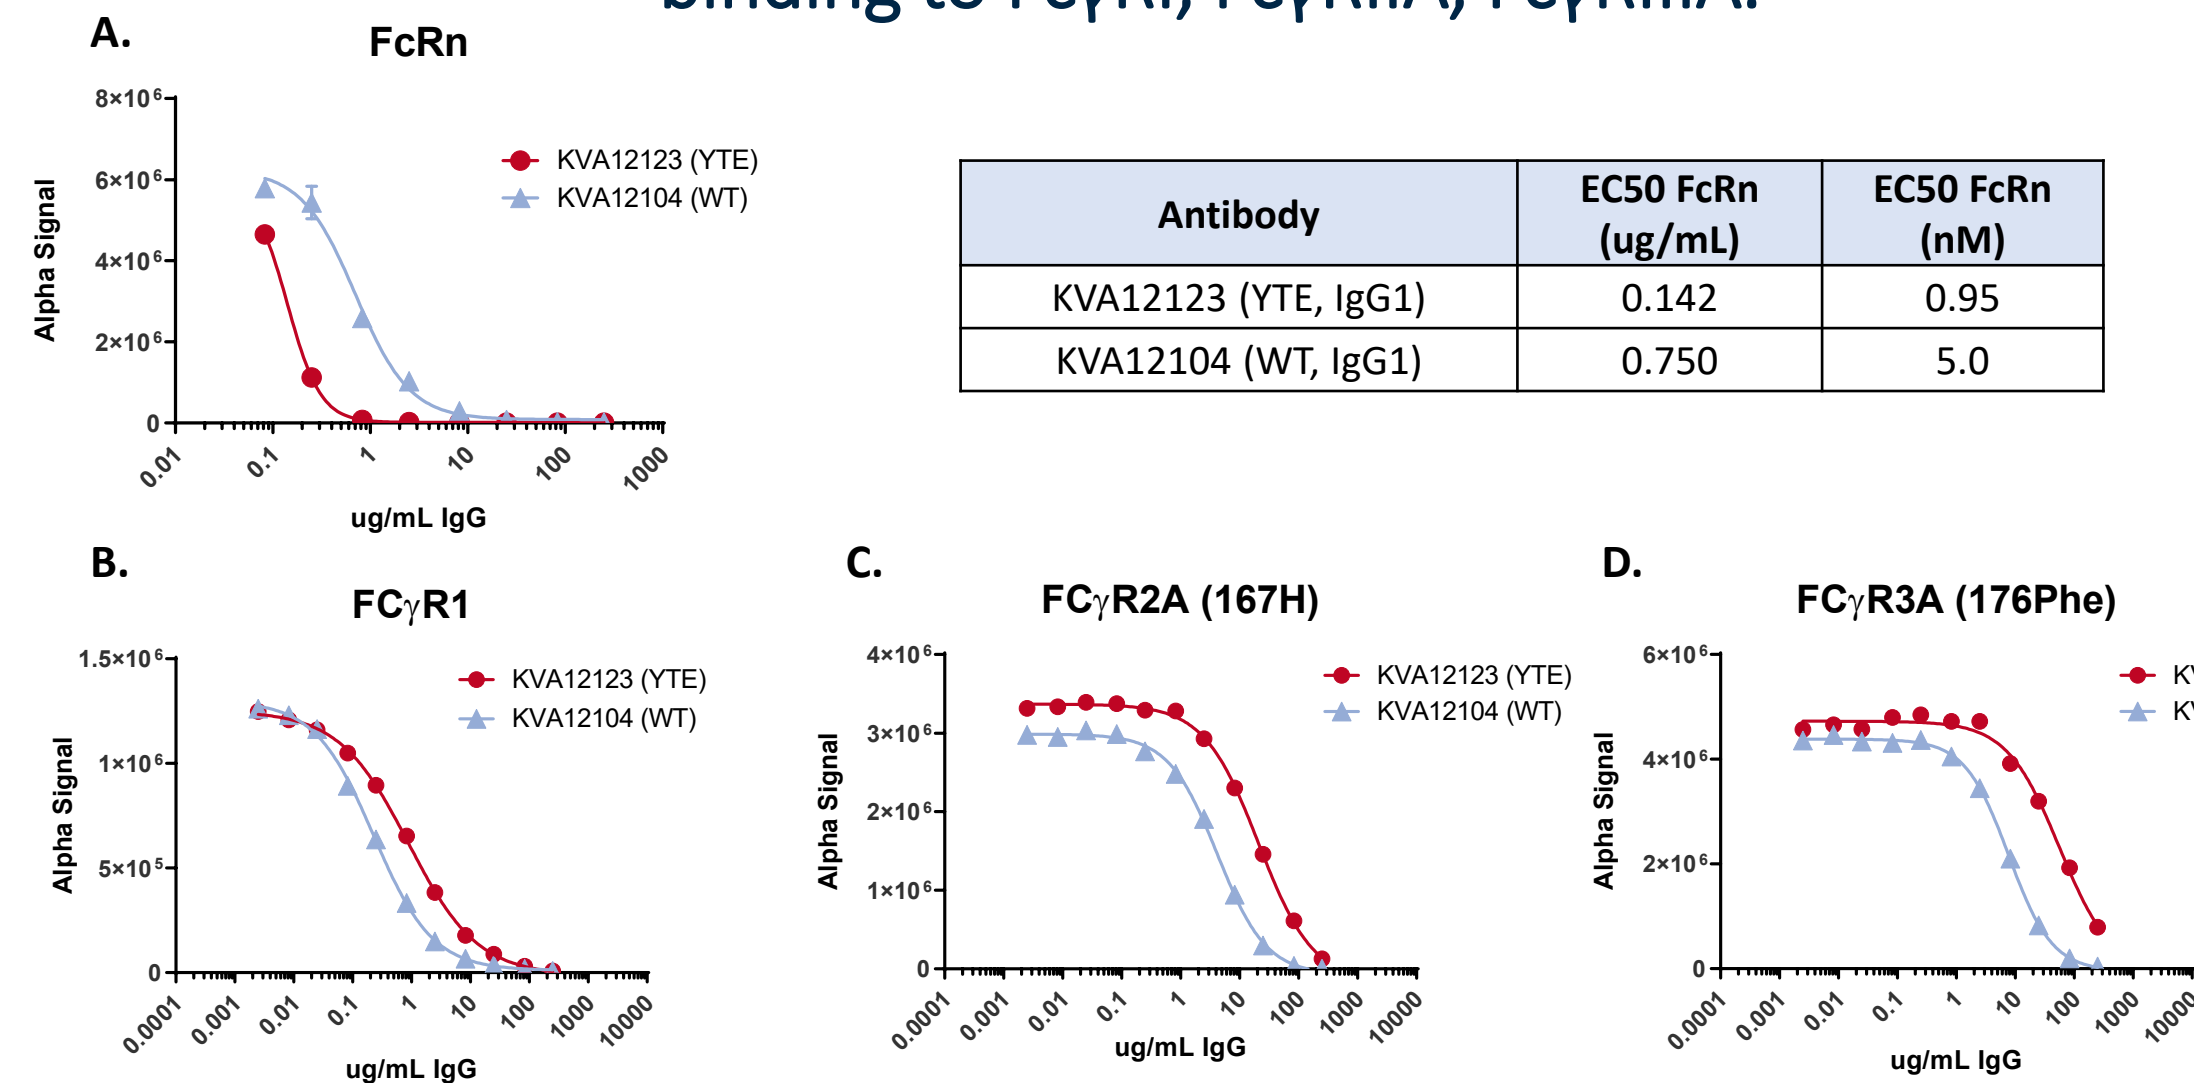 binding to FcγRI, FcγRIIA, FcγRIIIA.
A.
FcRn
8×10⁶
6×10⁶
4×10⁶
2×10⁶
0
Alpha Signal
0.01 0.1 1 10 100 1000
ug/mL IgG
KVA12123 (YTE)
KVA12104 (WT)
Antibody EC50 FcRn (ug/mL) EC50 FcRn (nM)
KVA12123 (YTE, IgG1) 0.142 0.95
KVA12104 (WT, IgG1) 0.750 5.0
B.
FCγR1
1.5×10⁶
1×10⁶
5×10⁵
0
Alpha Signal
0.0001 0.001 0.01 0.1 1 10 100 1000 10000
ug/mL IgG
KVA12123 (YTE)
KVA12104 (WT)
C.
FCγR2A (167H)
4×10⁶
3×10⁶
2×10⁶
1×10⁶
0
Alpha Signal
0.0001 0.001 0.01 0.1 1 10 100 1000 10000
ug/mL IgG
KVA12123 (YTE)
KVA12104 (WT)
D.
FCγR3A (176Phe)
6×10⁶
4×10⁶
2×10⁶
0
Alpha Signal
0.0001 0.001 0.01 0.1 1 10 100 1000
ug/mL IgG